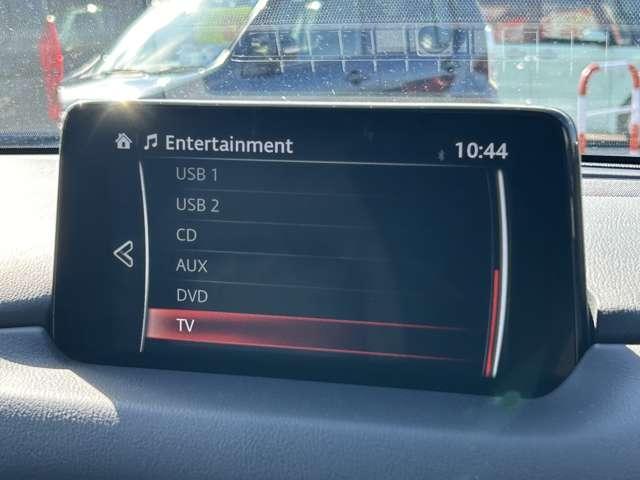 Entertainment 10:44
USB 1
USB 2
CD
AUX
DVD
TV